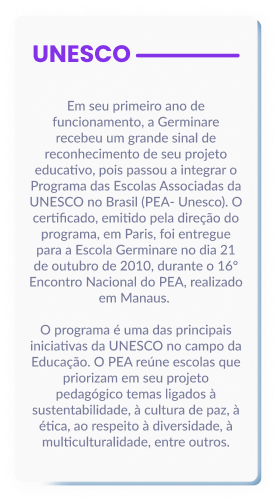 UNESCO
Em seu primeiro ano de
funcionamento, a Germinare
recebeu um grande sinal de
reconhecimento de seu projeto
educativo, pois passou a integrar o
Programa das Escolas Associadas da
UNESCO no Brasil (PEA- Unesco). O
certificado, emitido pela direção do
programa, em Paris, foi entregue
para a Escola Germinare no dia 21
de outubro de 2010, durante o 16º
Encontro Nacional do PEA, realizado
em Manaus.
O programa é uma das principais
iniciativas da UNESCO no campo da
Educação. O PEA reúne escolas que
priorizam em seu projeto
pedagógico temas ligados à
sustentabilidade, à cultura de paz, à
ética, ao respeito à diversidade, à
multiculturalidade, entre outros.